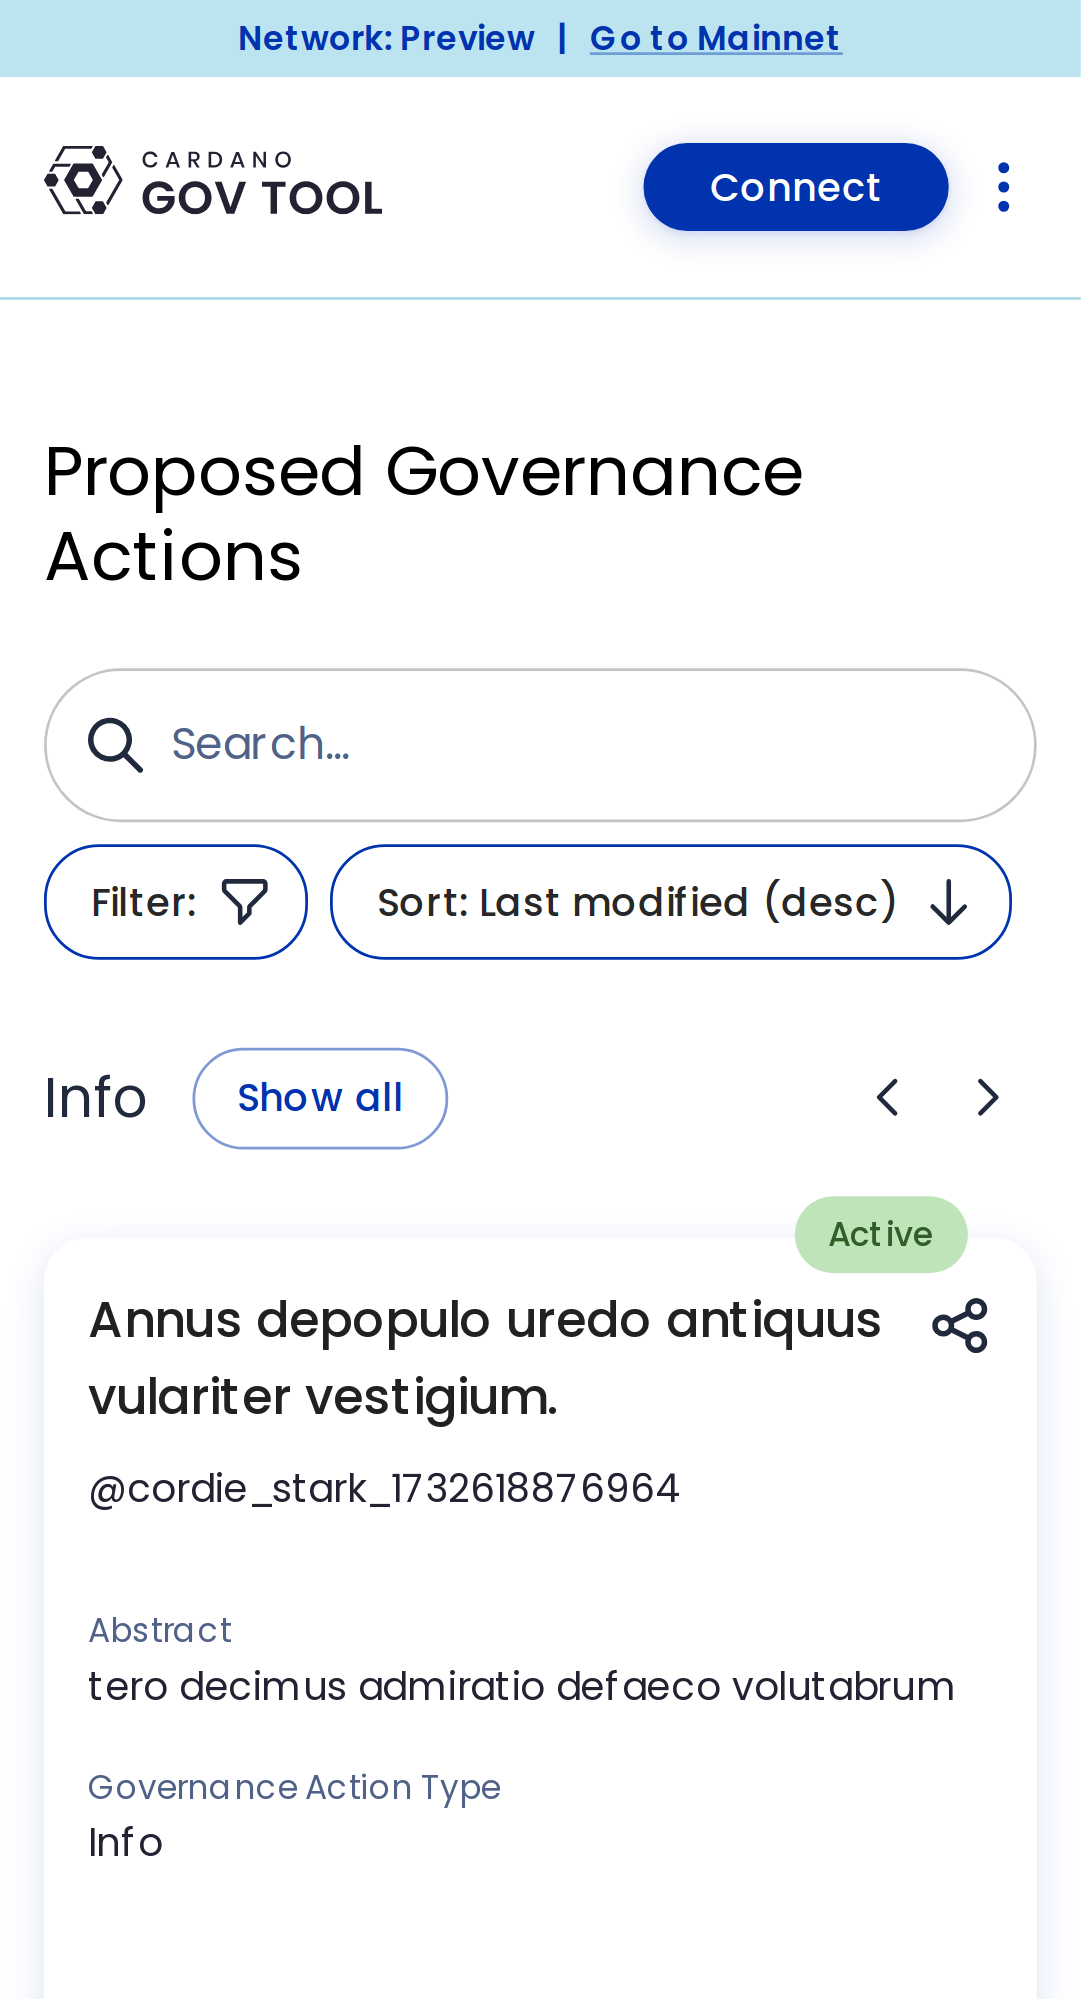 Network: Preview | Go to Mainnet
CARDANO
GOV TOOL
Connect
Proposed Governance
Actions
Search...
Filter:
Sort: Last modified (desc)
Info
Show all
Active
Annus depopulo uredo antiquus
vulariter vestigium.
@cordie_stark_1732618876964
Abstract
tero decimus admiratio defaeco volutabrum
Governance Action Type
Info